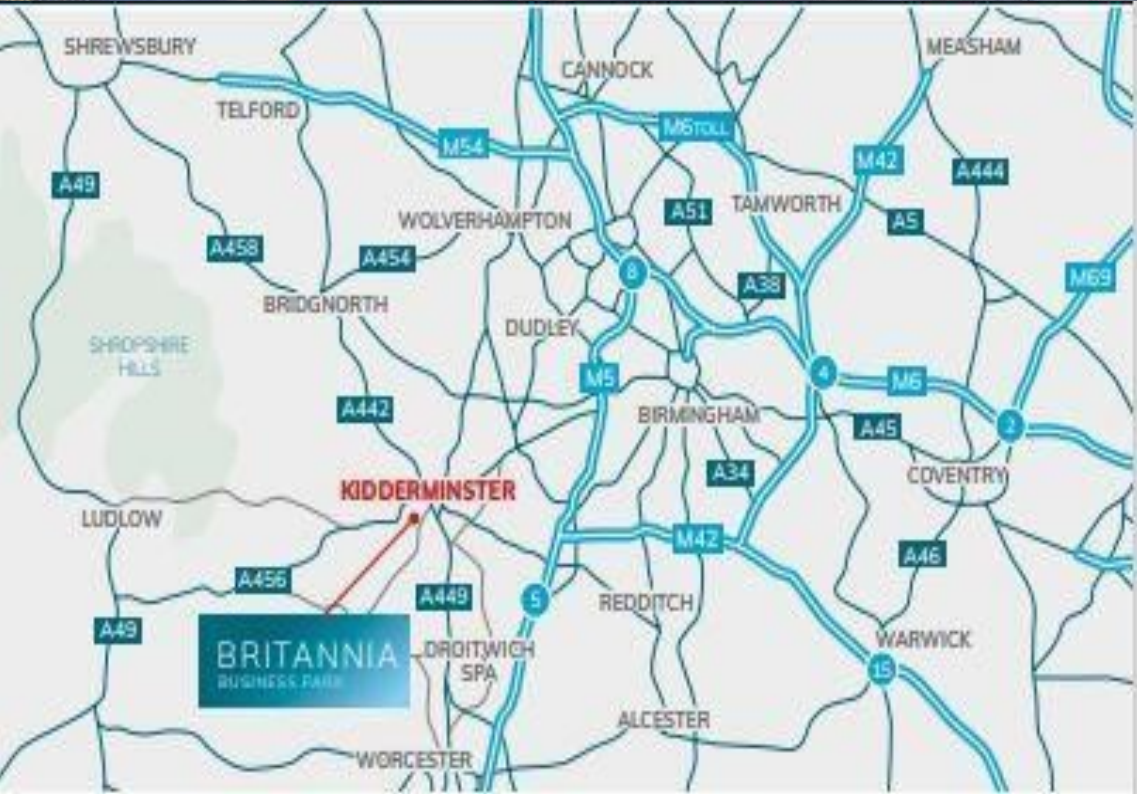 SHREWSBURY
MEASHAM
CANNOCK
TELFORD
M6TOLL
M54
M42
A444
A49
A51
TAMWORTH
A5
WOLVERHAMPTON
A458
A454
8
M69
A38
BRIDGNORTH
DUDLEY
SHROPSHIRE
HILLS
4
M5
M6
A442
BIRMINGHAM
A45
2
A34
COVENTRY
KIDDERMINSTER
LUDLOW
M42
A46
A456
A449
5
REDDITCH
A49
WARWICK
BRITANNIA
BUSINESS PARK
DROITWICH
SPA
15
ALCESTER
WORCESTER